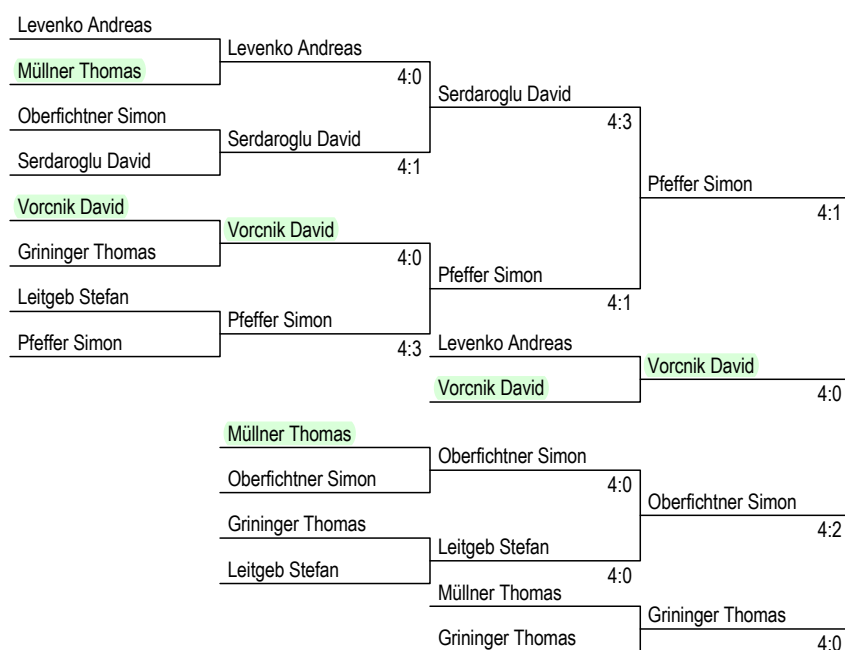 Levenko Andreas
Levenko Andreas
Müllner Thomas
4:0
Serdaroglu David
Oberfichtner Simon
4:3
Serdaroglu David
Serdaroglu David
4:1
Pfeffer Simon
4:1
Vorcnik David
Vorcnik David
Grininger Thomas
4:0
Pfeffer Simon
Leitgeb Stefan
4:1
Pfeffer Simon
Pfeffer Simon
4:3
Levenko Andreas
Vorcnik David
Vorcnik David
4:0
Müllner Thomas
Oberfichtner Simon
Oberfichtner Simon
4:0
Oberfichtner Simon
4:2
Grininger Thomas
Leitgeb Stefan
Leitgeb Stefan
4:0
Müllner Thomas
Grininger Thomas
Grininger Thomas
4:0